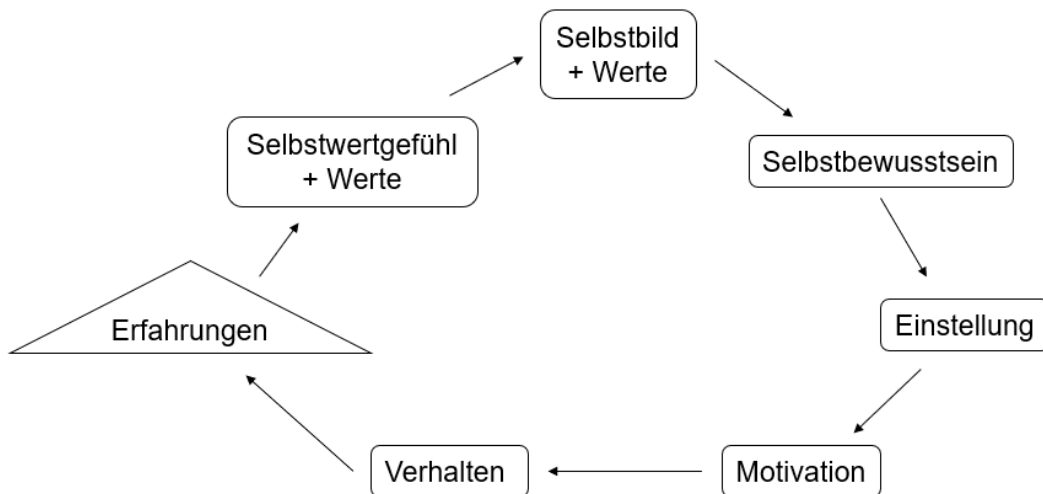 Selbstbild
+ Werte
Selbstwertgefühl
+ Werte
Selbstbewusstsein
Erfahrungen
Einstellung
Verhalten
Motivation